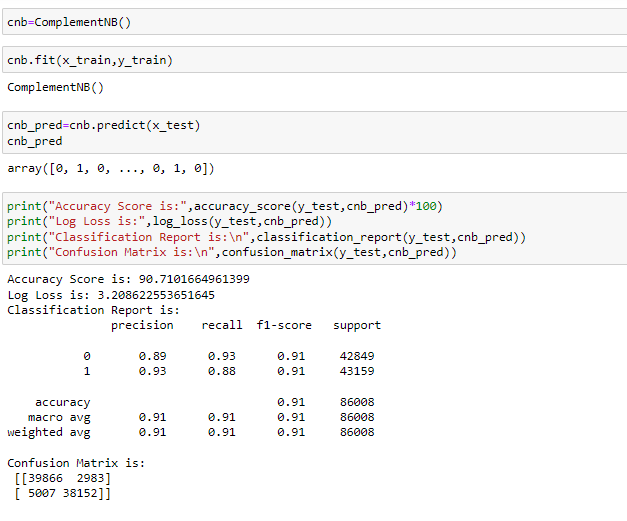 cnb=ComplementNB()
cnb.fit(x_train,y_train)
ComplementNB()
cnb_pred=cnb.predict(x_test)
cnb_pred
array([0, 1, 0, ..., 0, 1, 0])
print("Accuracy Score is:",accuracy_score(y_test,cnb_pred)*100)
print("Log Loss is:",log_loss(y_test,cnb_pred))
print("Classification Report is:\n",classification_report(y_test,cnb_pred))
print("Confusion Matrix is:\n",confusion_matrix(y_test,cnb_pred))
Accuracy Score is: 90.7101664961399
Log Loss is: 3.208622553651645
Classification Report is:
              precision    recall  f1-score   support
           0       0.89      0.93      0.91     42849
           1       0.93      0.88      0.91     43159
    accuracy                           0.91     86008
   macro avg       0.91      0.91      0.91     86008
weighted avg       0.91      0.91      0.91     86008
Confusion Matrix is:
 [[39866  2983]
 [ 5007 38152]]